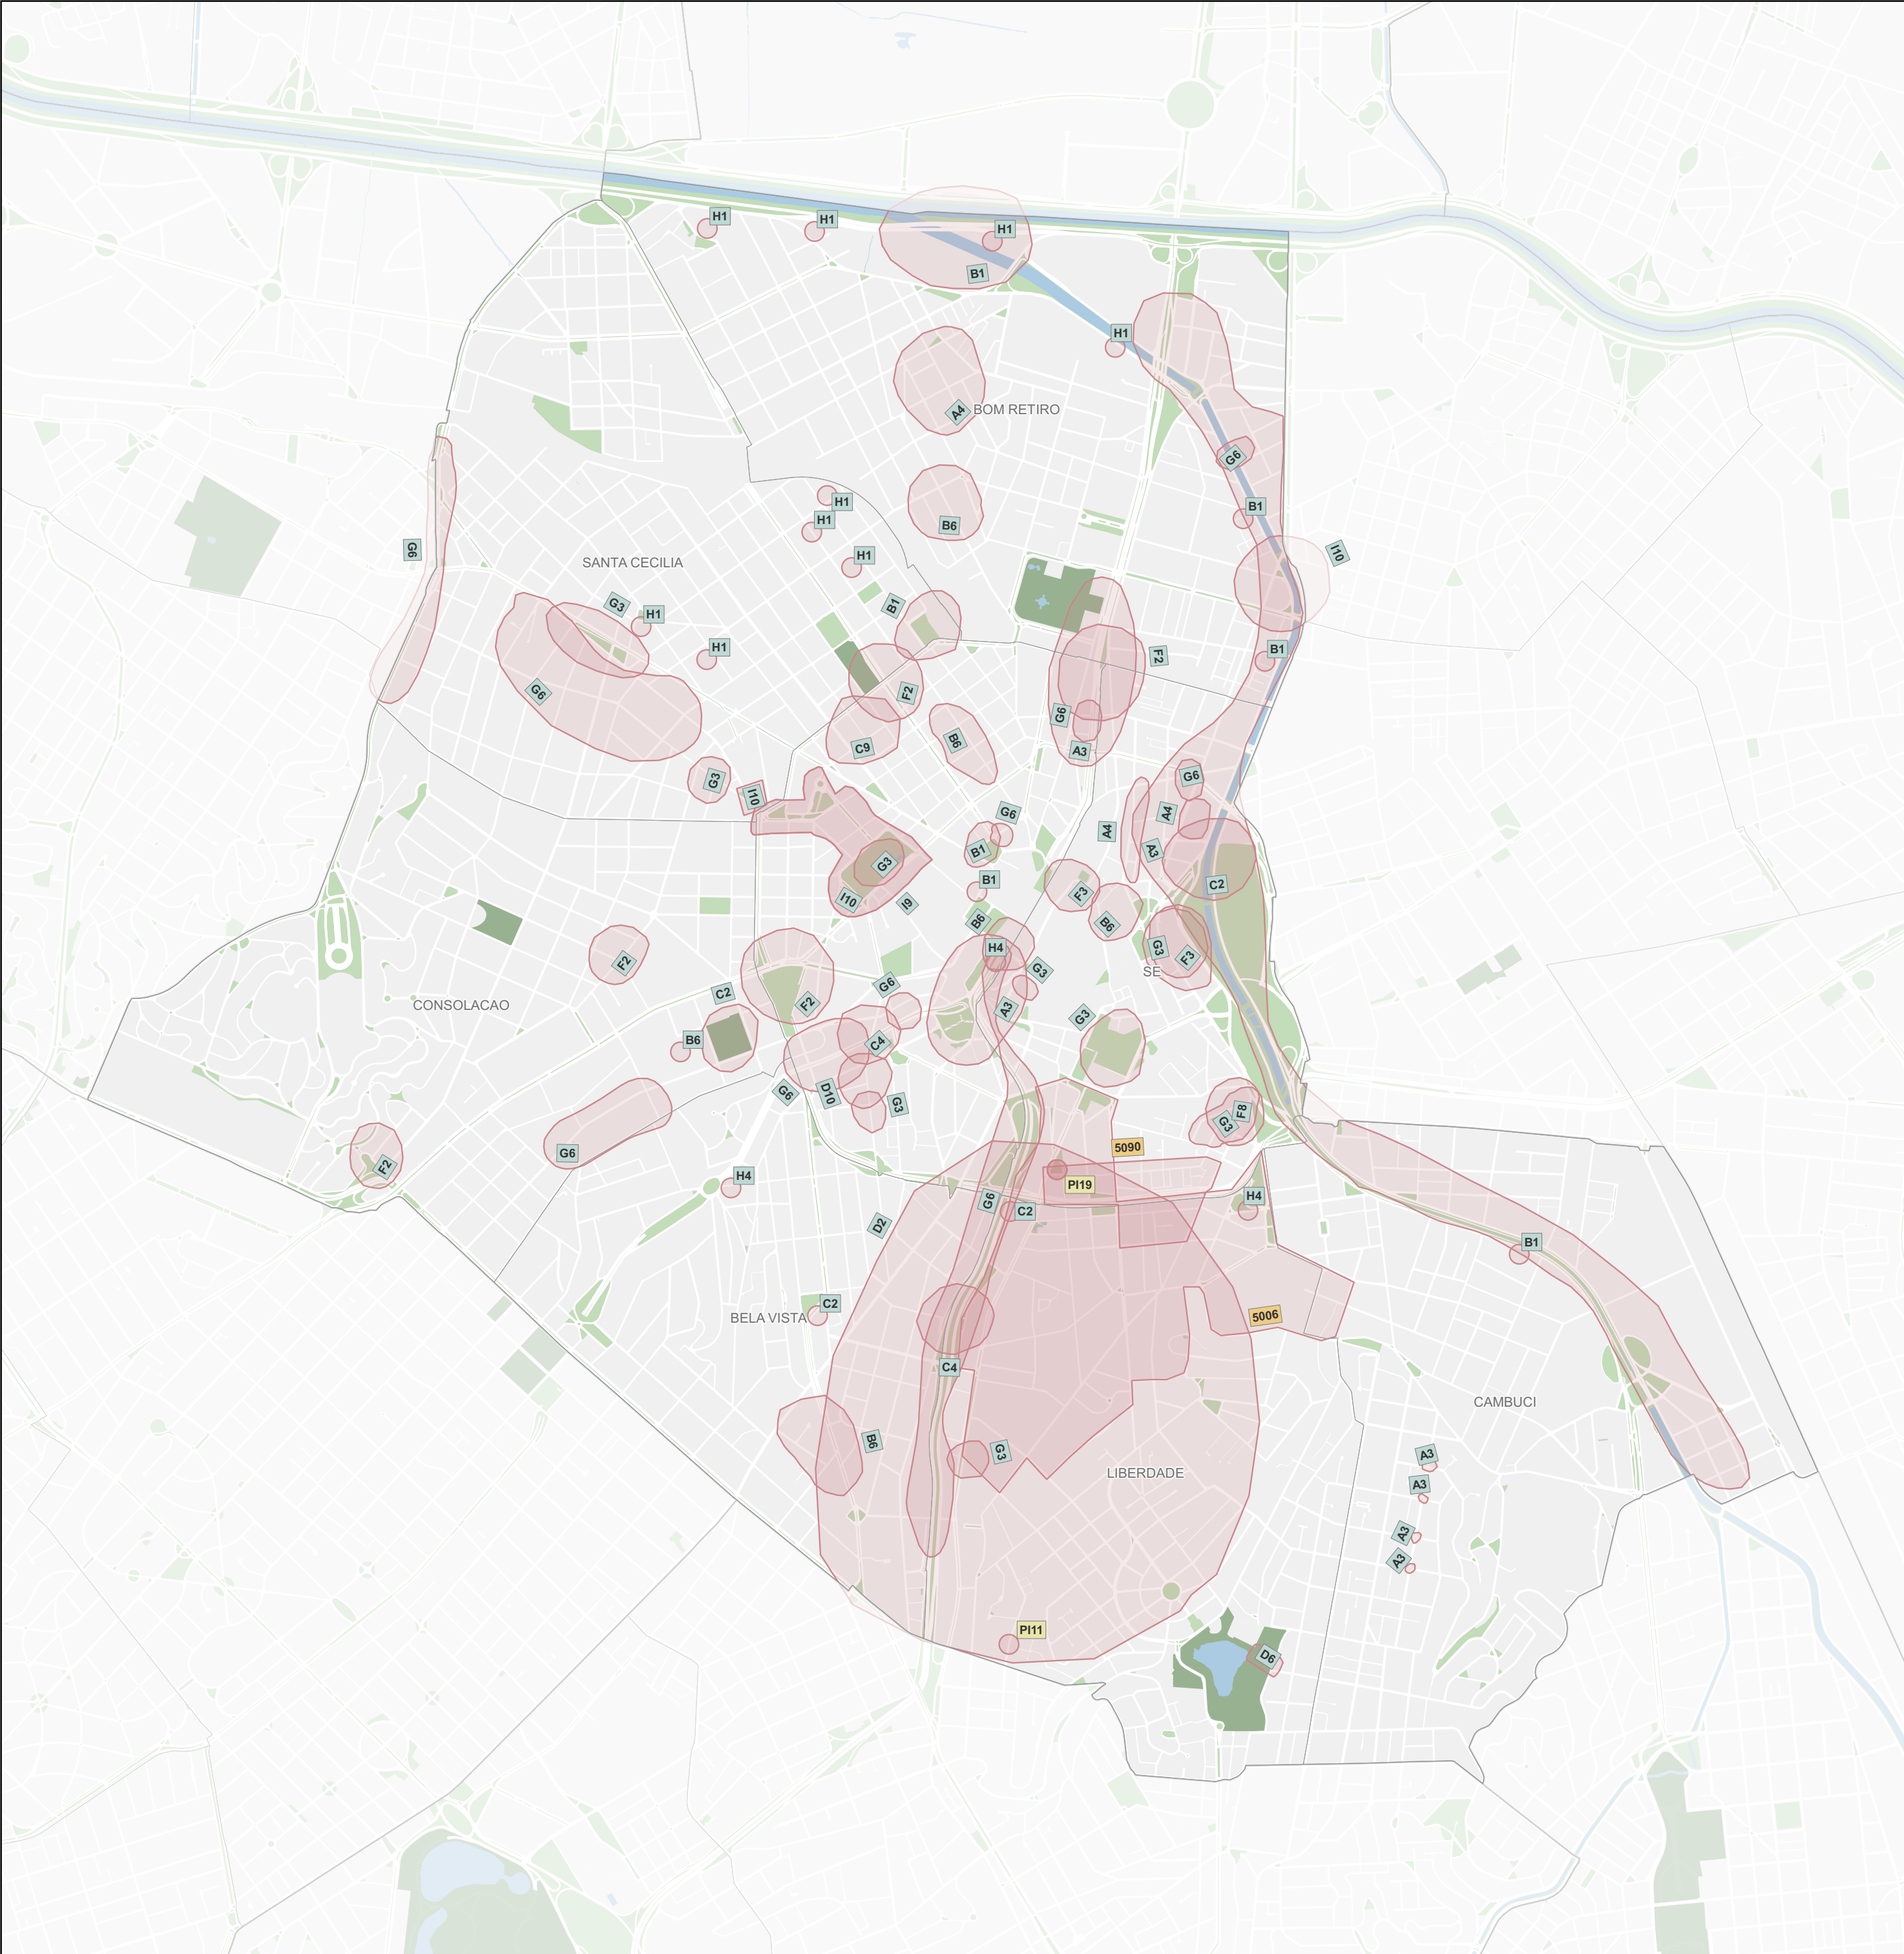 H1
H1
H1
B1
H1
A4
BOM RETIRO
G6
H1
B1
B6
H1
G6
I10
H1
SANTA CECILIA
G3
B1
H1
H1
B1
F2
G6
F2
G6
B6
C9
A3
G6
G3
I10
G6
A4
A4
B1
A3
G3
B1
C2
I10
I9
F3
B6
B6
H4
G3
F3
F2
G3
SE
G6
C2
F2
CONSOLACAO
A3
G3
B6
C4
G6
D10
G3
F8
G3
5090
G6
F2
H4
PI19
H4
G6
C2
D2
B1
C2
BELA VISTA
5006
C4
CAMBUCI
B6
G3
A3
LIBERDADE
A3
A3
A3
PI11
D6